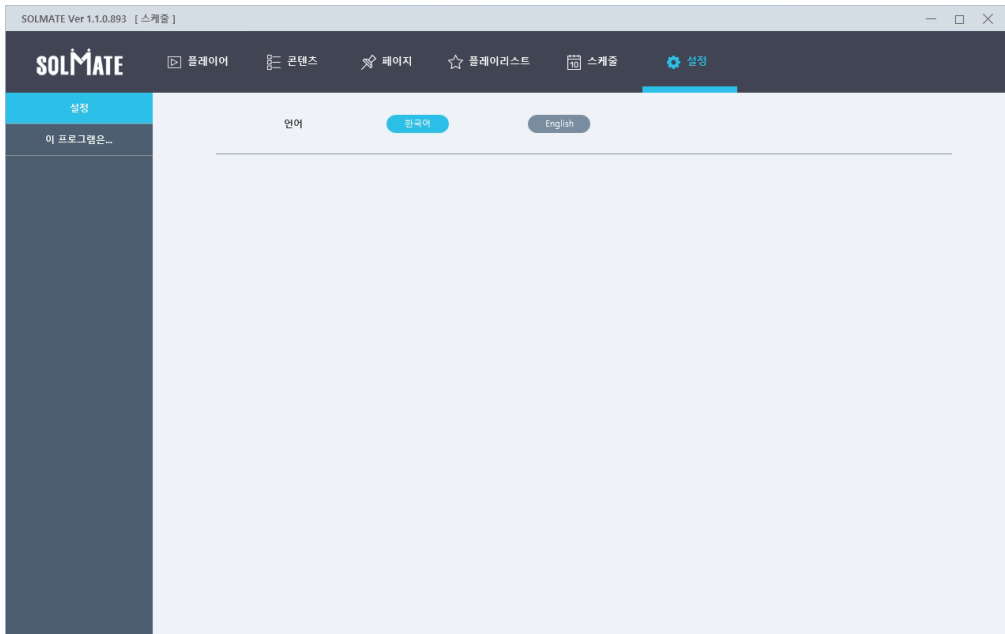 SOLMATE Ver 1.1.0.893 [ 스케줄 ]
SOLMATE 플레이어 콘텐츠 페이지 플레이리스트 10 스케줄 설정
설정
언어 한국어 English
이 프로그램은...